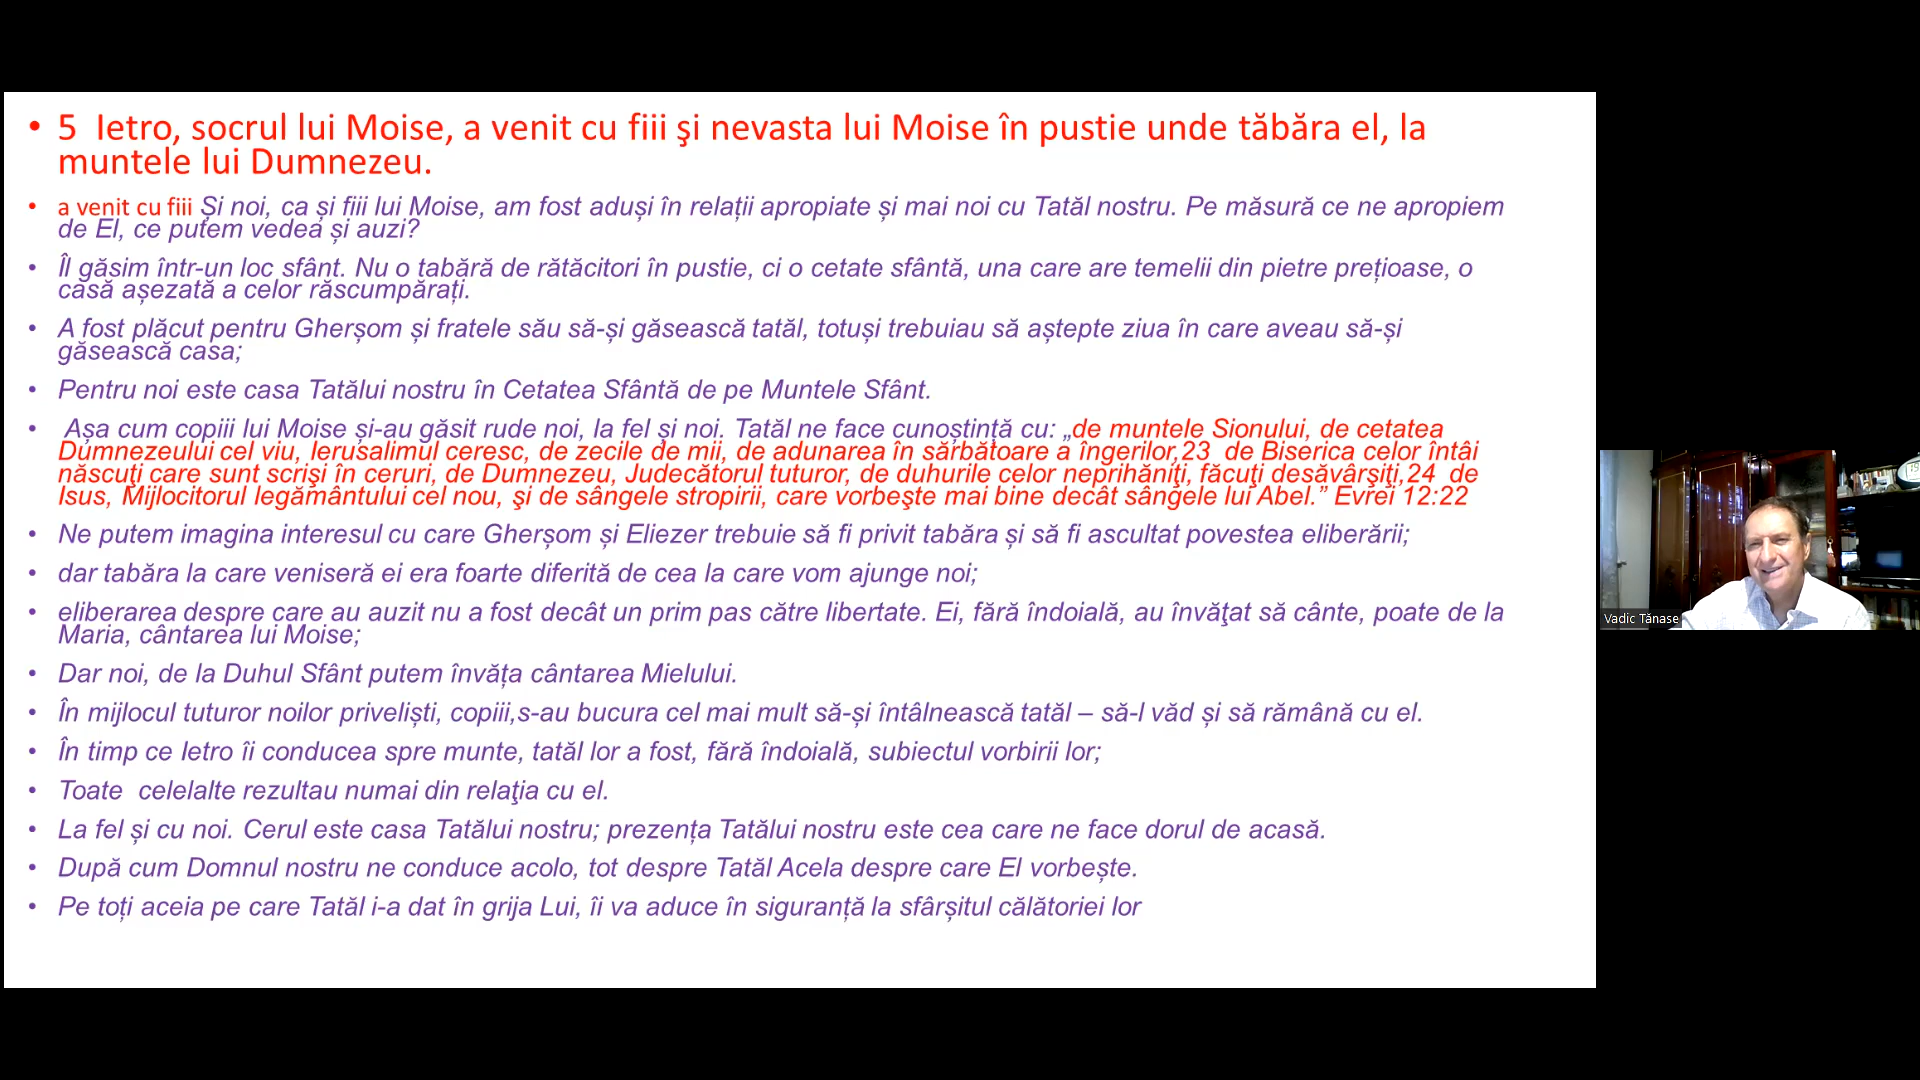 • 5  Ietro, socrul lui Moise, a venit cu fiii şi nevasta lui Moise în pustie unde tăbăra el, la
muntele lui Dumnezeu.
• a venit cu fiii Și noi, ca și fiii lui Moise, am fost aduși în relații apropiate și mai noi cu Tatăl nostru. Pe măsură ce ne apropiem
de El, ce putem vedea și auzi?
• Îl găsim într-un loc sfânt. Nu o tabără de rătăcitori în pustie, ci o cetate sfântă, una care are temelii din pietre prețioase, o
casă așezată a celor răscumpărați.
• A fost plăcut pentru Gherșom și fratele său să-și găsească tatăl, totuși trebuiau să aștepte ziua în care aveau să-și
găsească casa;
• Pentru noi este casa Tatălui nostru în Cetatea Sfântă de pe Muntele Sfânt.
• Așa cum copiii lui Moise și-au găsit rude noi, la fel și noi. Tatăl ne face cunoștință cu: „de muntele Sionului, de cetatea
Dumnezeului cel viu, Ierusalimul ceresc, de zecile de mii, de adunarea în sărbătoare a îngerilor,23  de Biserica celor întâi
născuţi care sunt scrişi în ceruri, de Dumnezeu, Judecătorul tuturor, de duhurile celor neprihăniţi, făcuţi desăvârşiţi,24  de
Isus, Mijlocitorul legământului cel nou, şi de sângele stropirii, care vorbeşte mai bine decât sângele lui Abel.” Evrei 12:22
• Ne putem imagina interesul cu care Gherșom și Eliezer trebuie să fi privit tabăra și să fi ascultat povestea eliberării;
• dar tabăra la care veniseră ei era foarte diferită de cea la care vom ajunge noi;
• eliberarea despre care au auzit nu a fost decât un prim pas către libertate. Ei, fără îndoială, au învăţat să cânte, poate de la
Maria, cântarea lui Moise;
• Dar noi, de la Duhul Sfânt putem învăța cântarea Mielului.
• În mijlocul tuturor noilor priveliști, copiii,s-au bucura cel mai mult să-și întâlnească tatăl – să-l văd și să rămână cu el.
• În timp ce Ietro îi conducea spre munte, tatăl lor a fost, fără îndoială, subiectul vorbirii lor;
• Toate  celelalte rezultau numai din relaţia cu el.
• La fel și cu noi. Cerul este casa Tatălui nostru; prezența Tatălui nostru este cea care ne face dorul de acasă.
• După cum Domnul nostru ne conduce acolo, tot despre Tatăl Acela despre care El vorbește.
• Pe toți aceia pe care Tatăl i-a dat în grija Lui, îi va aduce în siguranță la sfârșitul călătoriei lor
Vadic Tănase